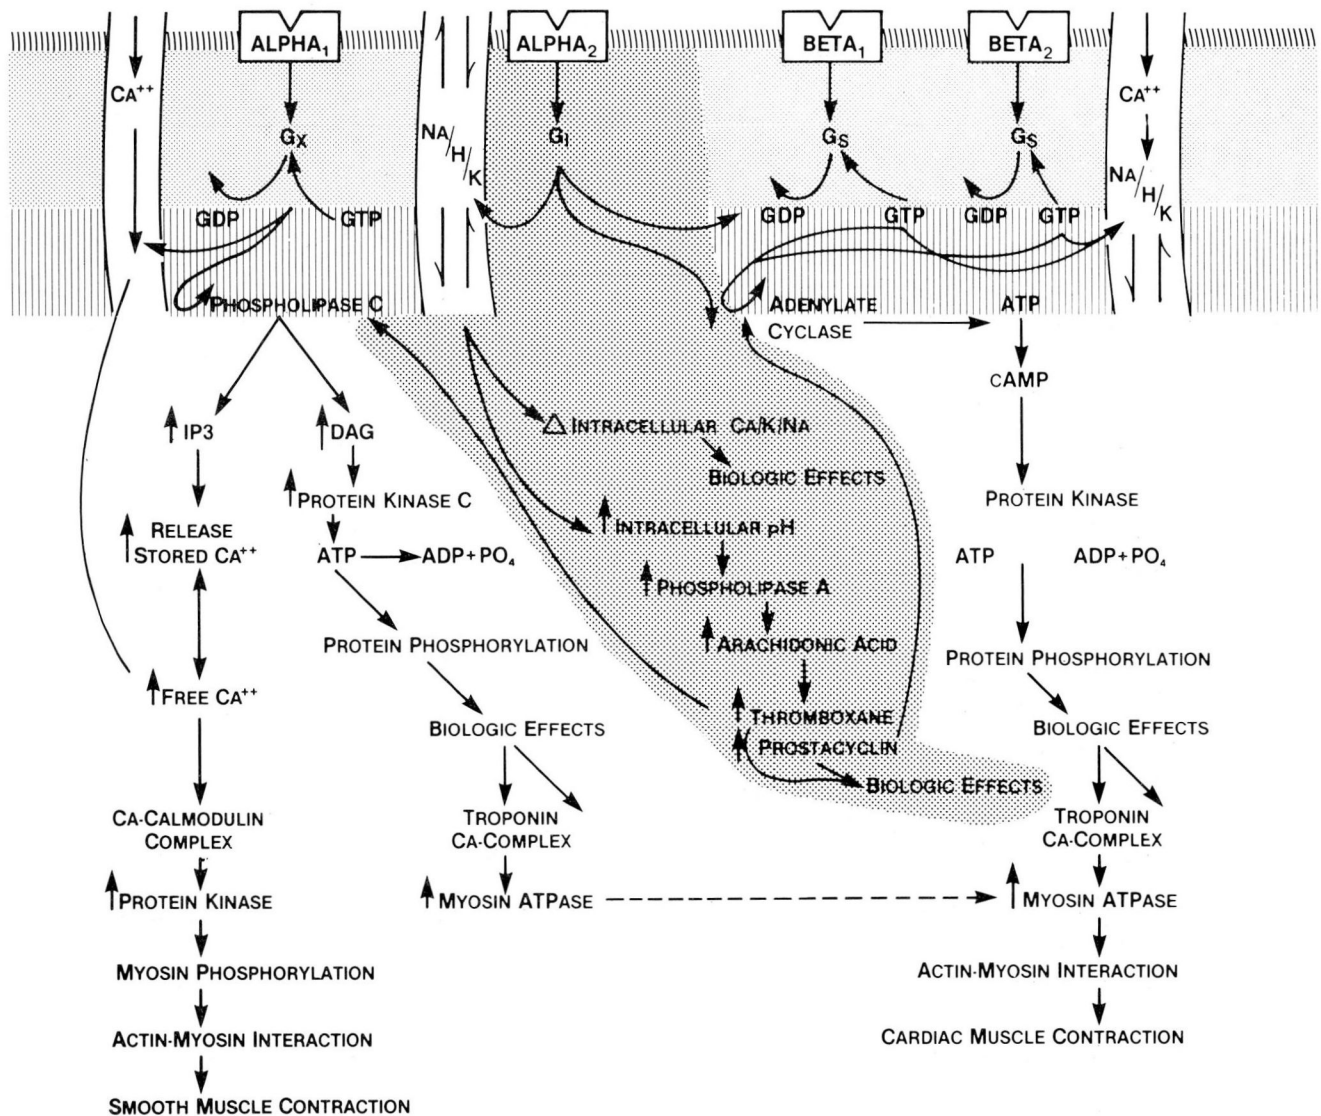 ALPHA1
ALPHA2
BETA1
BETA2
CA++
CA++
GX
NA/H/K
GI
GS
GS
NA/H/K
GDP
GTP
GDP
GTP
GDP
GTP
PHOSPHOLIPASE C
ADENYLATE
CYCLASE
ATP
CAMP
IP3
DAG
△ INTRACELLULAR CA/K/NA
BIOLOGIC EFFECTS
PROTEIN KINASE C
PROTEIN KINASE
RELEASE
STORED CA++
INTRACELLULAR pH
ATP
ADP+PO4
ATP
ADP+PO4
PHOSPHOLIPASE A
PROTEIN PHOSPHORYLATION
ARACHIDONIC ACID
PROTEIN PHOSPHORYLATION
FREE CA++
THROMBOXANE
BIOLOGIC EFFECTS
PROSTACYCLIN
BIOLOGIC EFFECTS
BIOLOGIC EFFECTS
CA-CALMODULIN
COMPLEX
TROPONIN
CA-COMPLEX
TROPONIN
CA-COMPLEX
PROTEIN KINASE
MYOSIN ATPASE
MYOSIN ATPASE
MYOSIN PHOSPHORYLATION
ACTIN-MYOSIN INTERACTION
ACTIN-MYOSIN INTERACTION
CARDIAC MUSCLE CONTRACTION
SMOOTH MUSCLE CONTRACTION